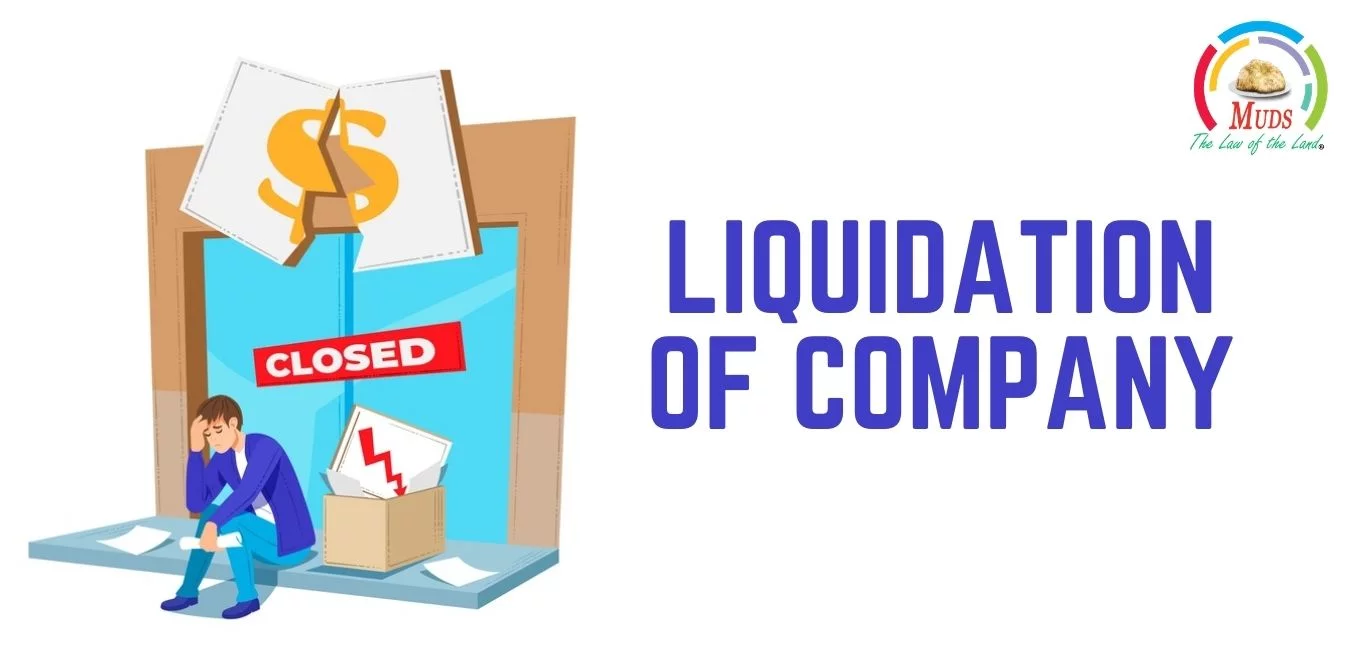 MUDS
The Law of the Land®
$
CLOSED
LIQUIDATION
OF COMPANY